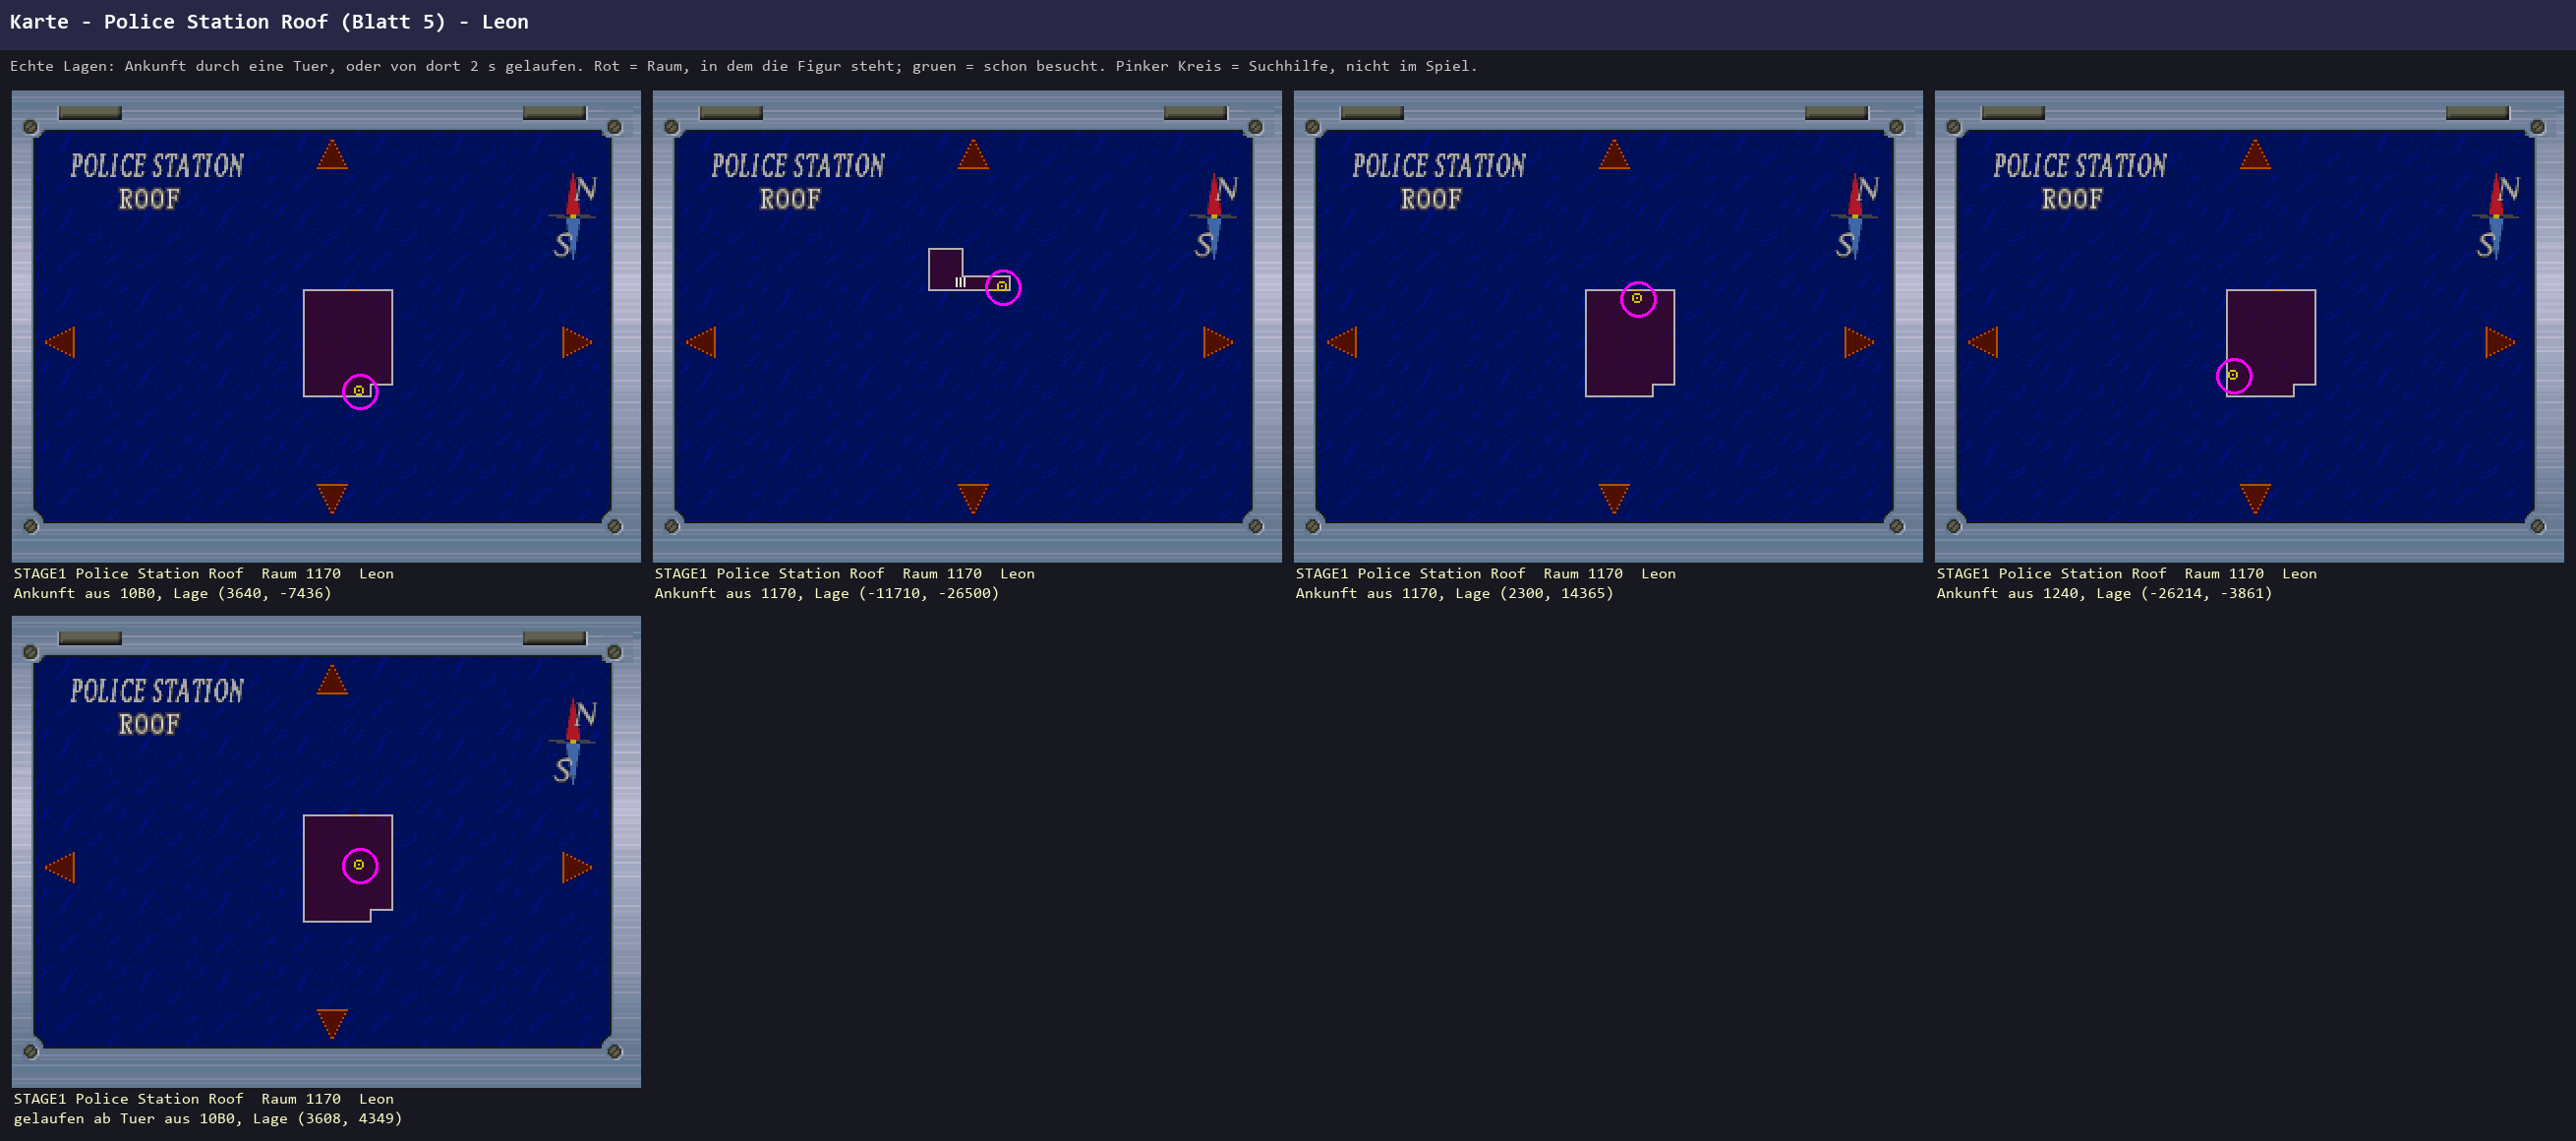 Karte - Police Station Roof (Blatt 5) - Leon
Echte Lagen: Ankunft durch eine Tuer, oder von dort 2 s gelaufen. Rot = Raum, in dem die Figur steht; gruen = schon besucht. Pinker Kreis = Suchhilfe, nicht im Spiel.
POLICE STATION
ROOF
N
S
STAGE1 Police Station Roof  Raum 1170  Leon
Ankunft aus 10B0, Lage (3640, -7436)
POLICE STATION
ROOF
N
S
STAGE1 Police Station Roof  Raum 1170  Leon
Ankunft aus 1170, Lage (-11710, -26500)
POLICE STATION
ROOF
N
S
STAGE1 Police Station Roof  Raum 1170  Leon
Ankunft aus 1170, Lage (2300, 14365)
POLICE STATION
ROOF
N
S
STAGE1 Police Station Roof  Raum 1170  Leon
Ankunft aus 1240, Lage (-26214, -3861)
POLICE STATION
ROOF
N
S
STAGE1 Police Station Roof  Raum 1170  Leon
gelaufen ab Tuer aus 10B0, Lage (3608, 4349)